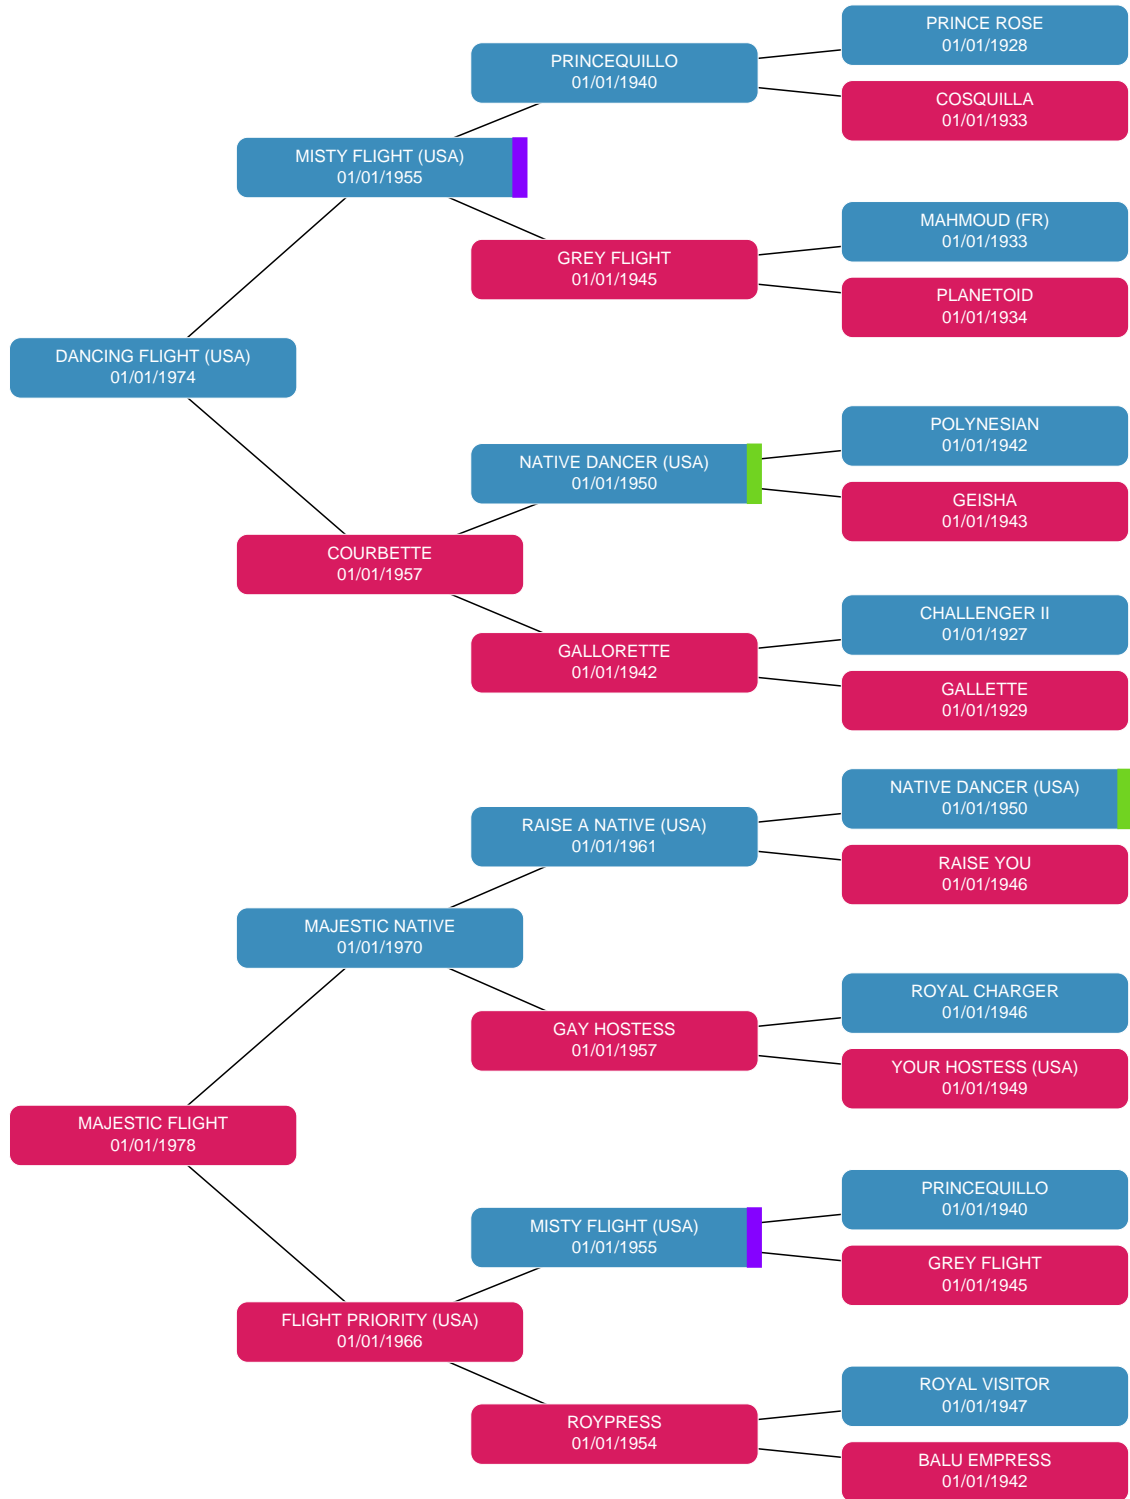 PRINCE ROSE
01/01/1928
PRINCEQUILLO
01/01/1940
COSQUILLA
01/01/1933
MISTY FLIGHT (USA)
01/01/1955
MAHMOUD (FR)
01/01/1933
GREY FLIGHT
01/01/1945
PLANETOID
01/01/1934
DANCING FLIGHT (USA)
01/01/1974
POLYNESIAN
01/01/1942
NATIVE DANCER (USA)
01/01/1950
GEISHA
01/01/1943
COURBETTE
01/01/1957
CHALLENGER II
01/01/1927
GALLORETTE
01/01/1942
GALLETTE
01/01/1929
NATIVE DANCER (USA)
01/01/1950
RAISE A NATIVE (USA)
01/01/1961
RAISE YOU
01/01/1946
MAJESTIC NATIVE
01/01/1970
ROYAL CHARGER
01/01/1946
GAY HOSTESS
01/01/1957
YOUR HOSTESS (USA)
01/01/1949
MAJESTIC FLIGHT
01/01/1978
PRINCEQUILLO
01/01/1940
MISTY FLIGHT (USA)
01/01/1955
GREY FLIGHT
01/01/1945
FLIGHT PRIORITY (USA)
01/01/1966
ROYAL VISITOR
01/01/1947
ROYPRESS
01/01/1954
BALU EMPRESS
01/01/1942